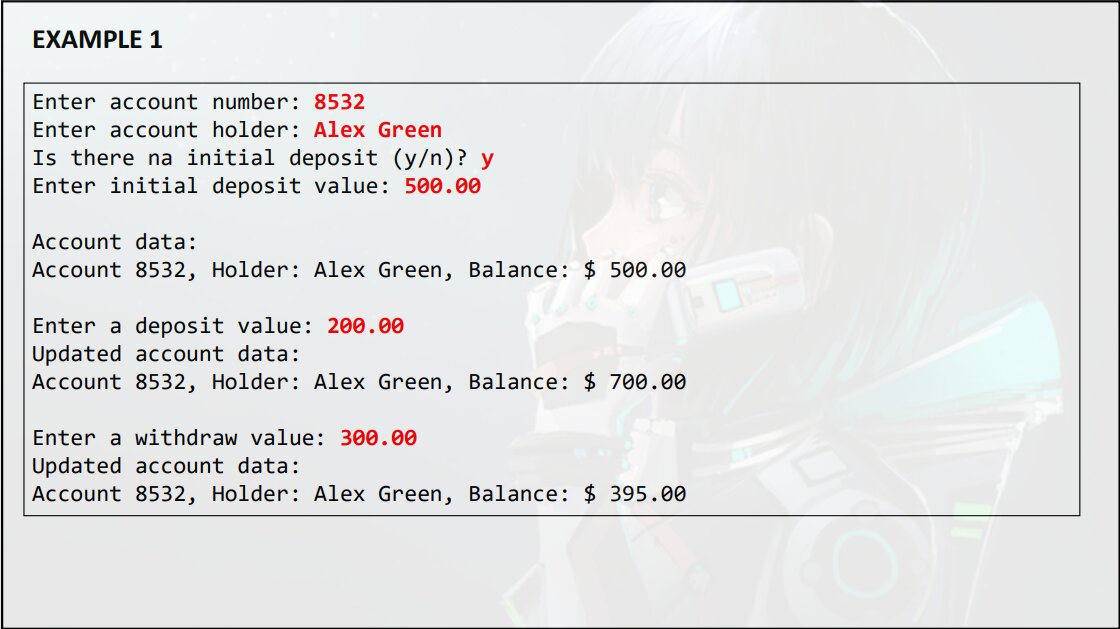 EXAMPLE 1
Enter account number: 8532
Enter account holder: Alex Green
Is there na initial deposit (y/n)? y
Enter initial deposit value: 500.00
Account data:
Account 8532, Holder: Alex Green, Balance: $ 500.00
Enter a deposit value: 200.00
Updated account data:
Account 8532, Holder: Alex Green, Balance: $ 700.00
Enter a withdraw value: 300.00
Updated account data:
Account 8532, Holder: Alex Green, Balance: $ 395.00